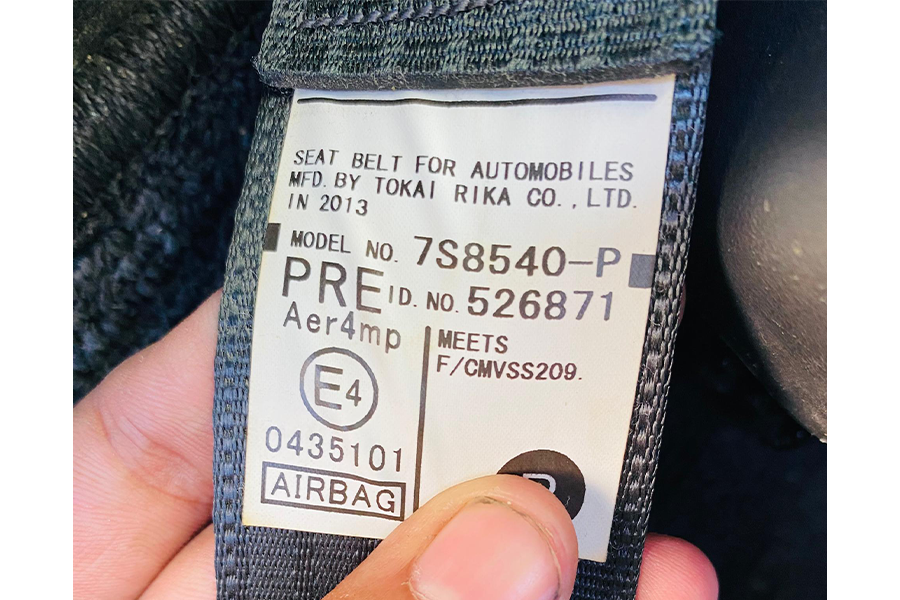 SEAT BELT FOR AUTOMOBILES
MFD. BY TOKAI RIKA CO., LTD.
IN 2013
MODEL NO. 7S8540-P
PRE ID. NO. 526871
Aer4mp
MEETS
F/CMVSS209.
E4
0435101
AIRBAG